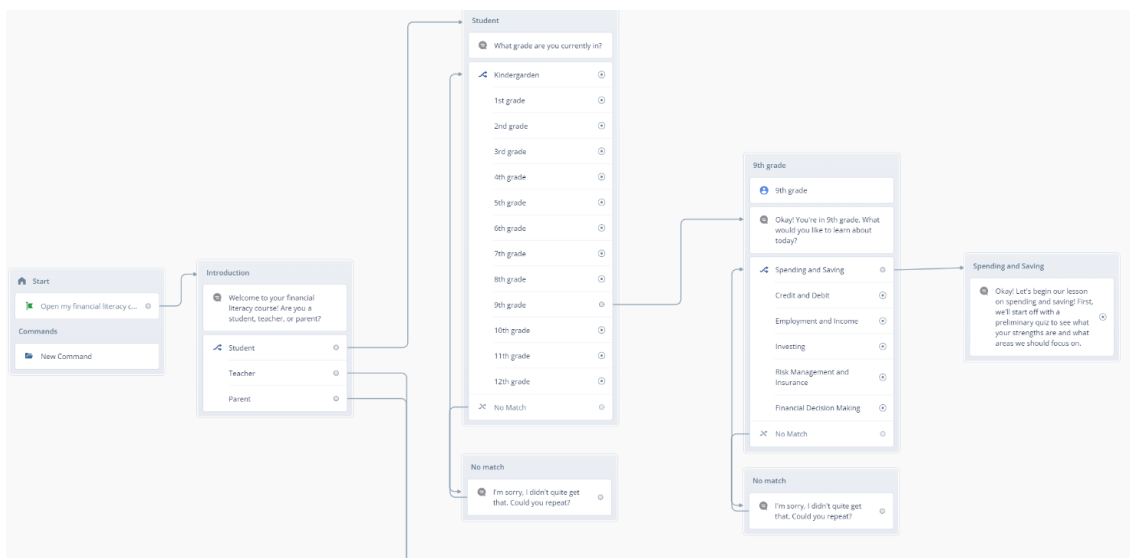 Start
Open my financial literacy c...
Commands
New Command
Introduction
Welcome to your financial
literacy course! Are you a
student, teacher, or parent?
Student
Teacher
Parent
Student
What grade are you currently in?
Kindergarden
1st grade
2nd grade
3rd grade
4th grade
5th grade
6th grade
7th grade
8th grade
9th grade
10th grade
11th grade
12th grade
No Match
No match
I'm sorry, I didn't quite get
that. Could you repeat?
9th grade
9th grade
Okay! You're in 9th grade. What
would you like to learn about
today?
Spending and Saving
Credit and Debit
Employment and Income
Investing
Risk Management and
Insurance
Financial Decision Making
No Match
No match
I'm sorry, I didn't quite get
that. Could you repeat?
Spending and Saving
Okay! Let's begin our lesson
on spending and saving! First,
we'll start off with a
preliminary quiz to see what
your strengths are and what
areas we should focus on.